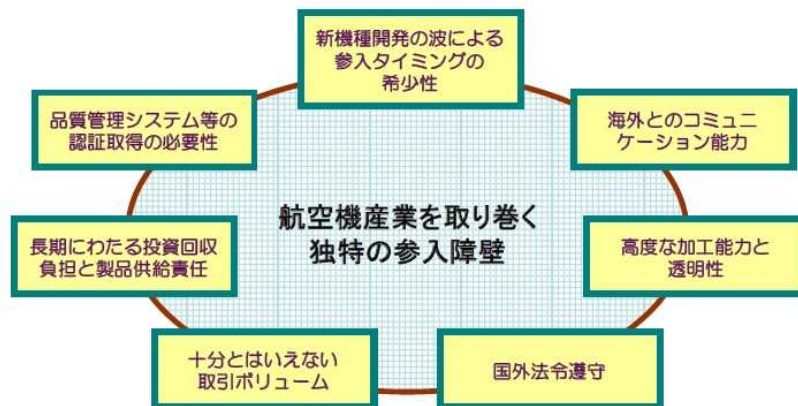 新機種開発の波による
参入タイミングの
希少性
品質管理システム等の
認証取得の必要性
海外とのコミュニ
ケーション能力
航空機産業を取り巻く
独特の参入障壁
長期にわたる投資回収
負担と製品供給責任
高度な加工能力と
透明性
十分とはいえない
取引ボリューム
国外法令遵守